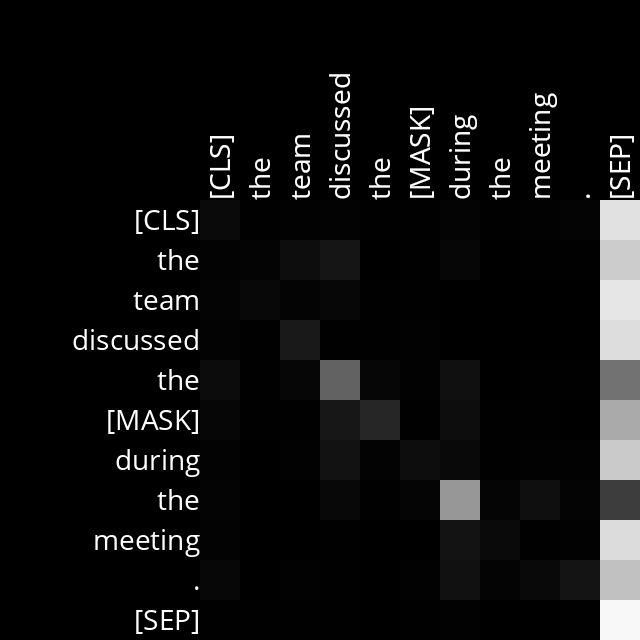 [CLS]
the
team
discussed
the
[MASK]
during
the
meeting
.
[SEP]
[CLS]
the
team
discussed
the
[MASK]
during
the
meeting
.
[SEP]